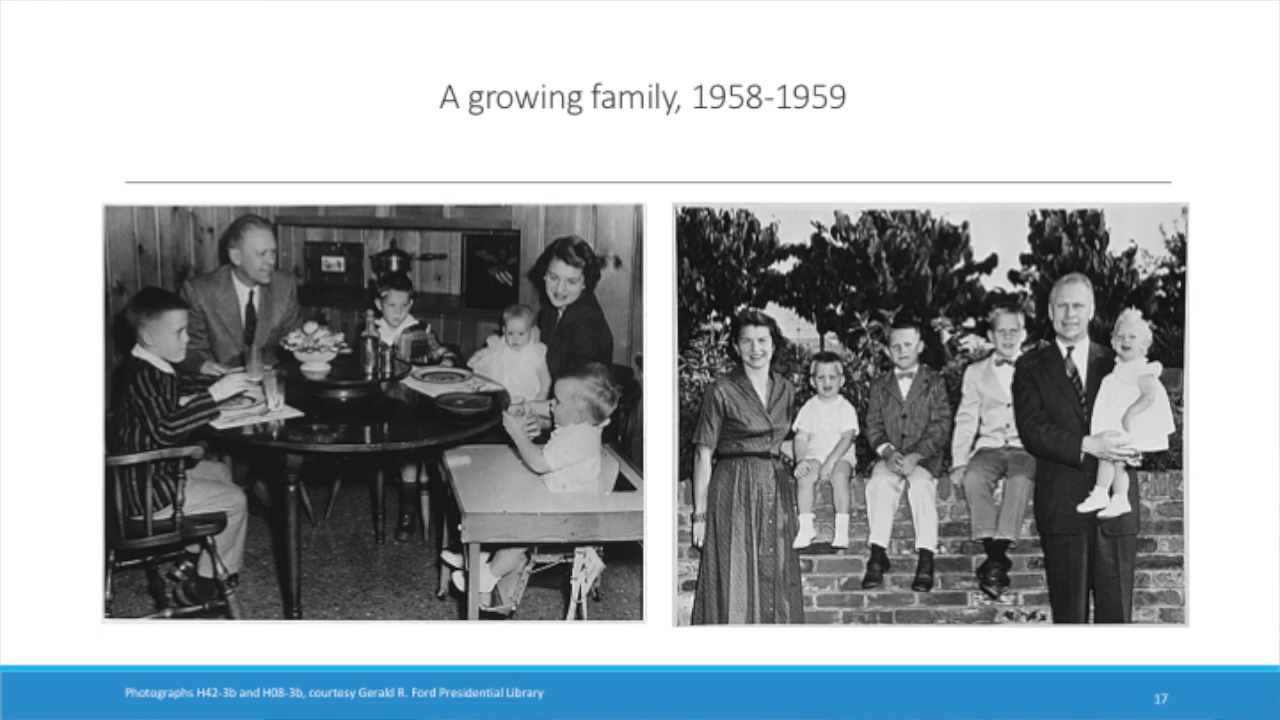 A growing family, 1958-1959
Photographs H42-3b and H08-3b, courtesy Gerald R. Ford Presidential Library
17